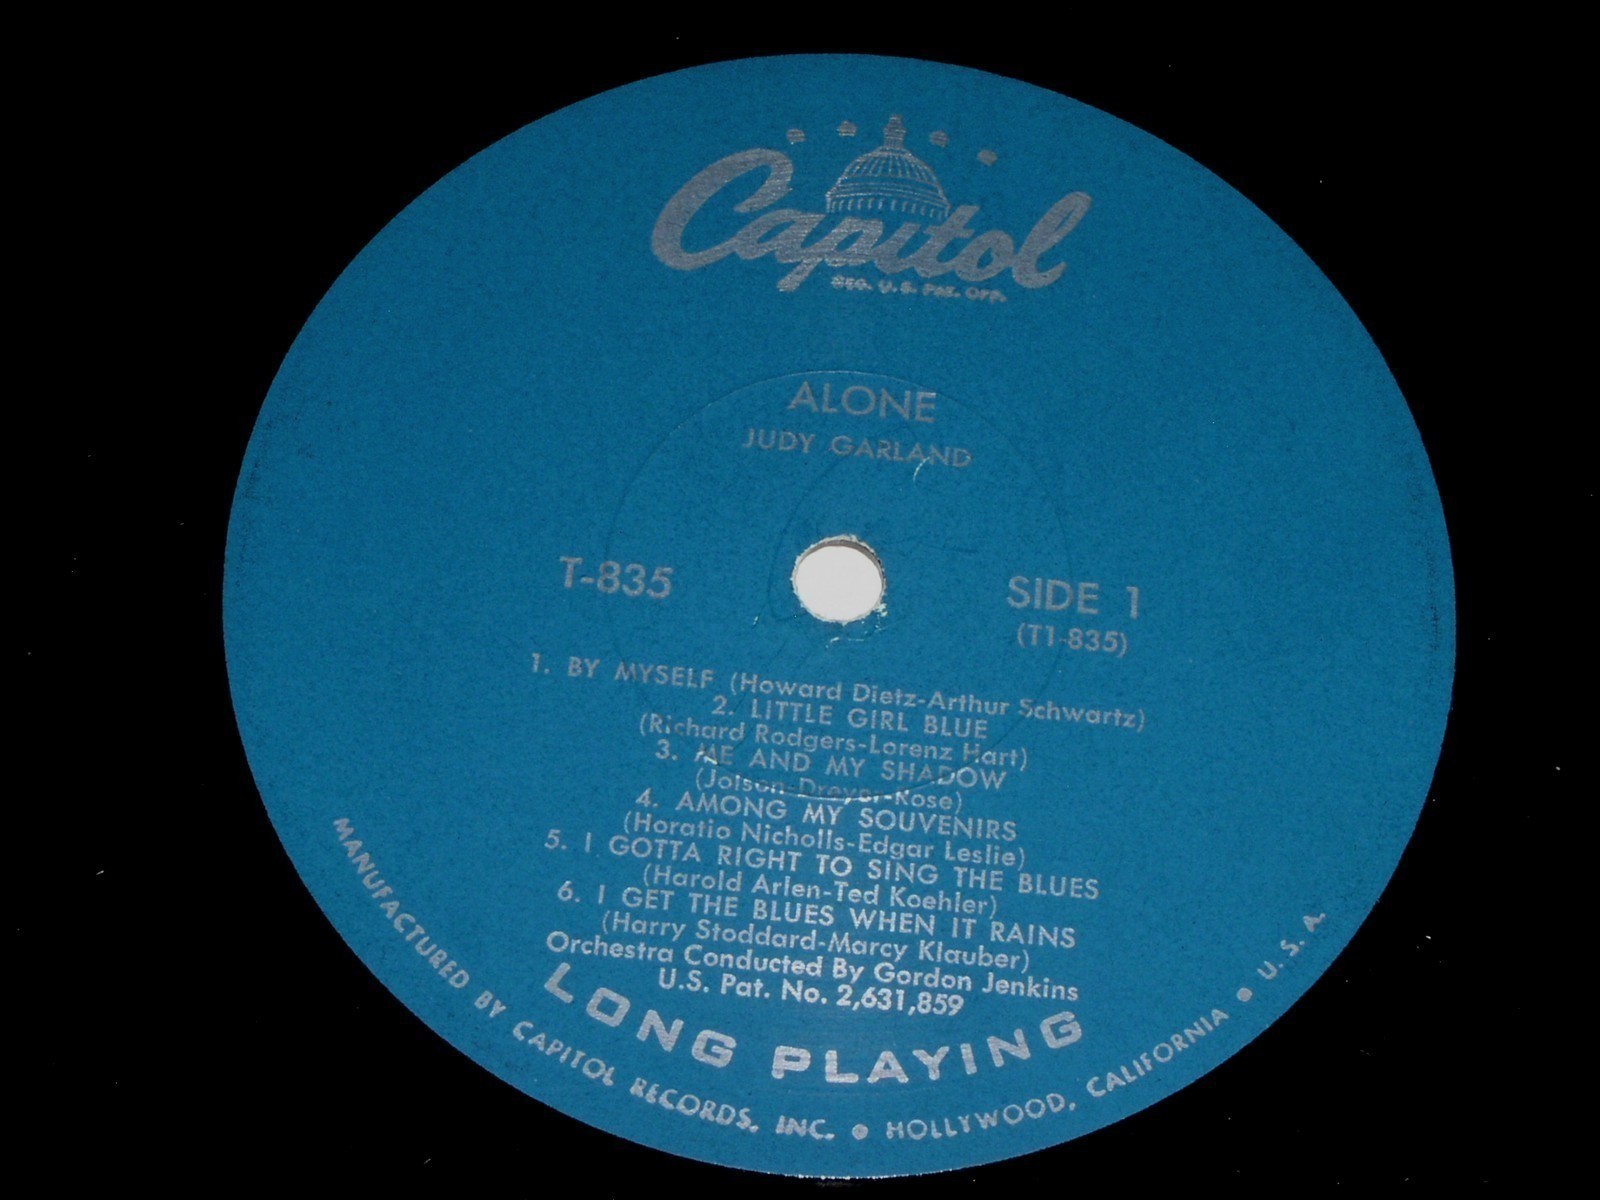 Capitol
REG. U.S. PAT. OFF.
ALONE
JUDY GARLAND
T-835
SIDE 1
(T1-835)
1. BY MYSELF (Howard Dietz-Arthur Schwartz)
2. LITTLE GIRL BLUE
(Richard Rodgers-Lorenz Hart)
3. ME AND MY SHADOW
(Jolson-Dreyer-Rose)
4. AMONG MY SOUVENIRS
(Horatio Nicholls-Edgar Leslie)
5. I GOTTA RIGHT TO SING THE BLUES
(Harold Arlen-Ted Koehler)
6. I GET THE BLUES WHEN IT RAINS
(Harry Stoddard-Marcy Klauber)
Orchestra Conducted By Gordon Jenkins
U.S. Pat. No. 2,631,859
LONG PLAYING
MANUFACTURED BY CAPITOL RECORDS, INC. • HOLLYWOOD, CALIFORNIA • U. S. A.